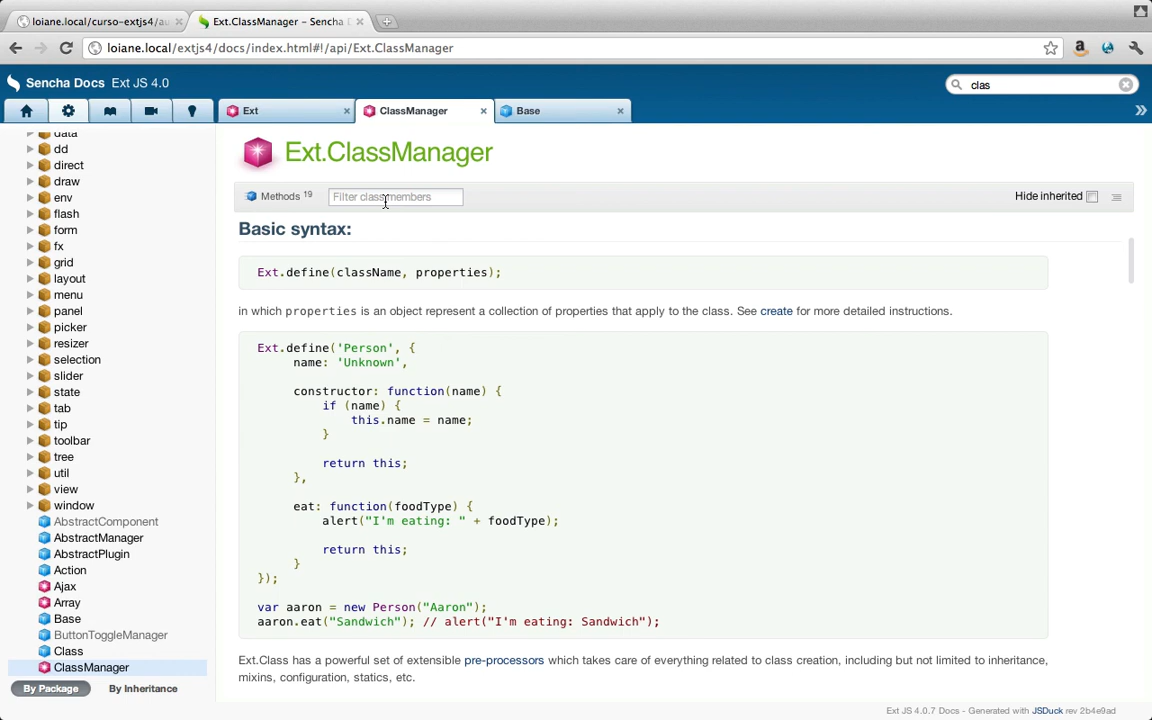 loiane.local/curso-extjs4/au
Ext.ClassManager – Sencha D
loiane.local/extjs4/docs/index.html#!/api/Ext.ClassManager
Sencha Docs Ext JS 4.0
clas
Ext
ClassManager
Base
data
dd
direct
draw
env
flash
form
fx
grid
layout
menu
panel
picker
resizer
selection
slider
state
tab
tip
toolbar
tree
util
view
window
AbstractComponent
AbstractManager
AbstractPlugin
Action
Ajax
Array
Base
ButtonToggleManager
Class
ClassManager
By Package By Inheritance
Ext.ClassManager
Methods 19 Filter class members Hide inherited
Basic syntax:
Ext.define(className, properties);
in which properties is an object represent a collection of properties that apply to the class. See create for more detailed instructions.
Ext.define('Person', {
name: 'Unknown',
constructor: function(name) {
if (name) {
this.name = name;
}
return this;
},
eat: function(foodType) {
alert("I'm eating: " + foodType);
return this;
}
});
var aaron = new Person("Aaron");
aaron.eat("Sandwich"); // alert("I'm eating: Sandwich");
Ext.Class has a powerful set of extensible pre-processors which takes care of everything related to class creation, including but not limited to inheritance,
mixins, configuration, statics, etc.
Ext JS 4.0.7 Docs - Generated with JSDuck rev 2b4e9ad